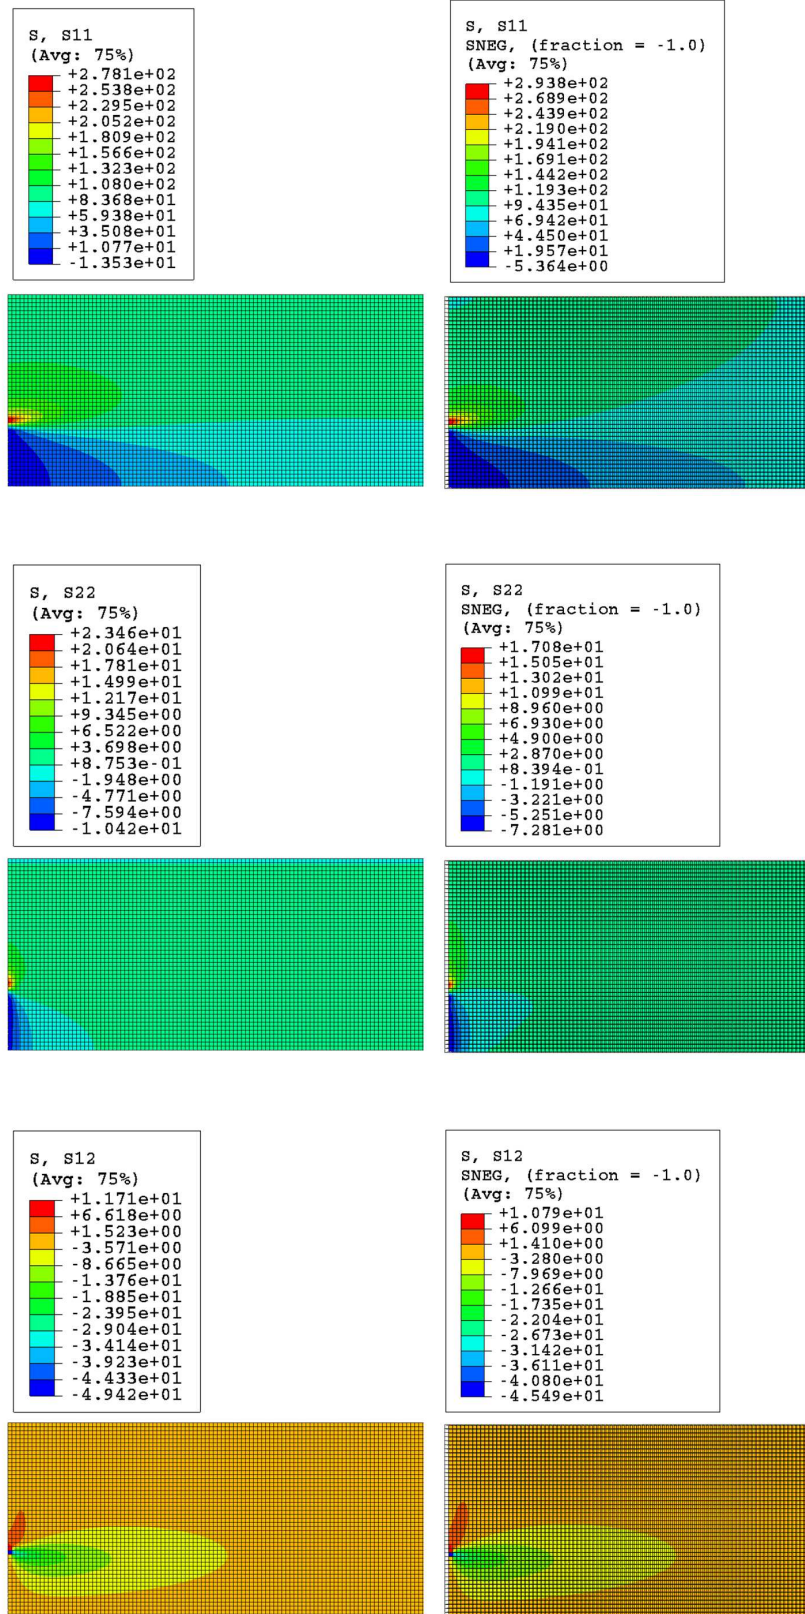 S, S11
(Avg: 75%)
+2.781e+02
+2.538e+02
+2.295e+02
+2.052e+02
+1.809e+02
+1.566e+02
+1.323e+02
+1.080e+02
+8.368e+01
+5.938e+01
+3.508e+01
+1.077e+01
-1.353e+01
S, S11
SNEG, (fraction = -1.0)
(Avg: 75%)
+2.938e+02
+2.689e+02
+2.439e+02
+2.190e+02
+1.941e+02
+1.691e+02
+1.442e+02
+1.193e+02
+9.435e+01
+6.942e+01
+4.450e+01
+1.957e+01
-5.364e+00
S, S22
(Avg: 75%)
+2.346e+01
+2.064e+01
+1.781e+01
+1.499e+01
+1.217e+01
+9.345e+00
+6.522e+00
+3.698e+00
+8.753e-01
-1.948e+00
-4.771e+00
-7.594e+00
-1.042e+01
S, S22
SNEG, (fraction = -1.0)
(Avg: 75%)
+1.708e+01
+1.505e+01
+1.302e+01
+1.099e+01
+8.960e+00
+6.930e+00
+4.900e+00
+2.870e+00
+8.394e-01
-1.191e+00
-3.221e+00
-5.251e+00
-7.281e+00
S, S12
(Avg: 75%)
+1.171e+01
+6.618e+00
+1.523e+00
-3.571e+00
-8.665e+00
-1.376e+01
-1.885e+01
-2.395e+01
-2.904e+01
-3.414e+01
-3.923e+01
-4.433e+01
-4.942e+01
S, S12
SNEG, (fraction = -1.0)
(Avg: 75%)
+1.079e+01
+6.099e+00
+1.410e+00
-3.280e+00
-7.969e+00
-1.266e+01
-1.735e+01
-2.204e+01
-2.673e+01
-3.142e+01
-3.611e+01
-4.080e+01
-4.549e+01